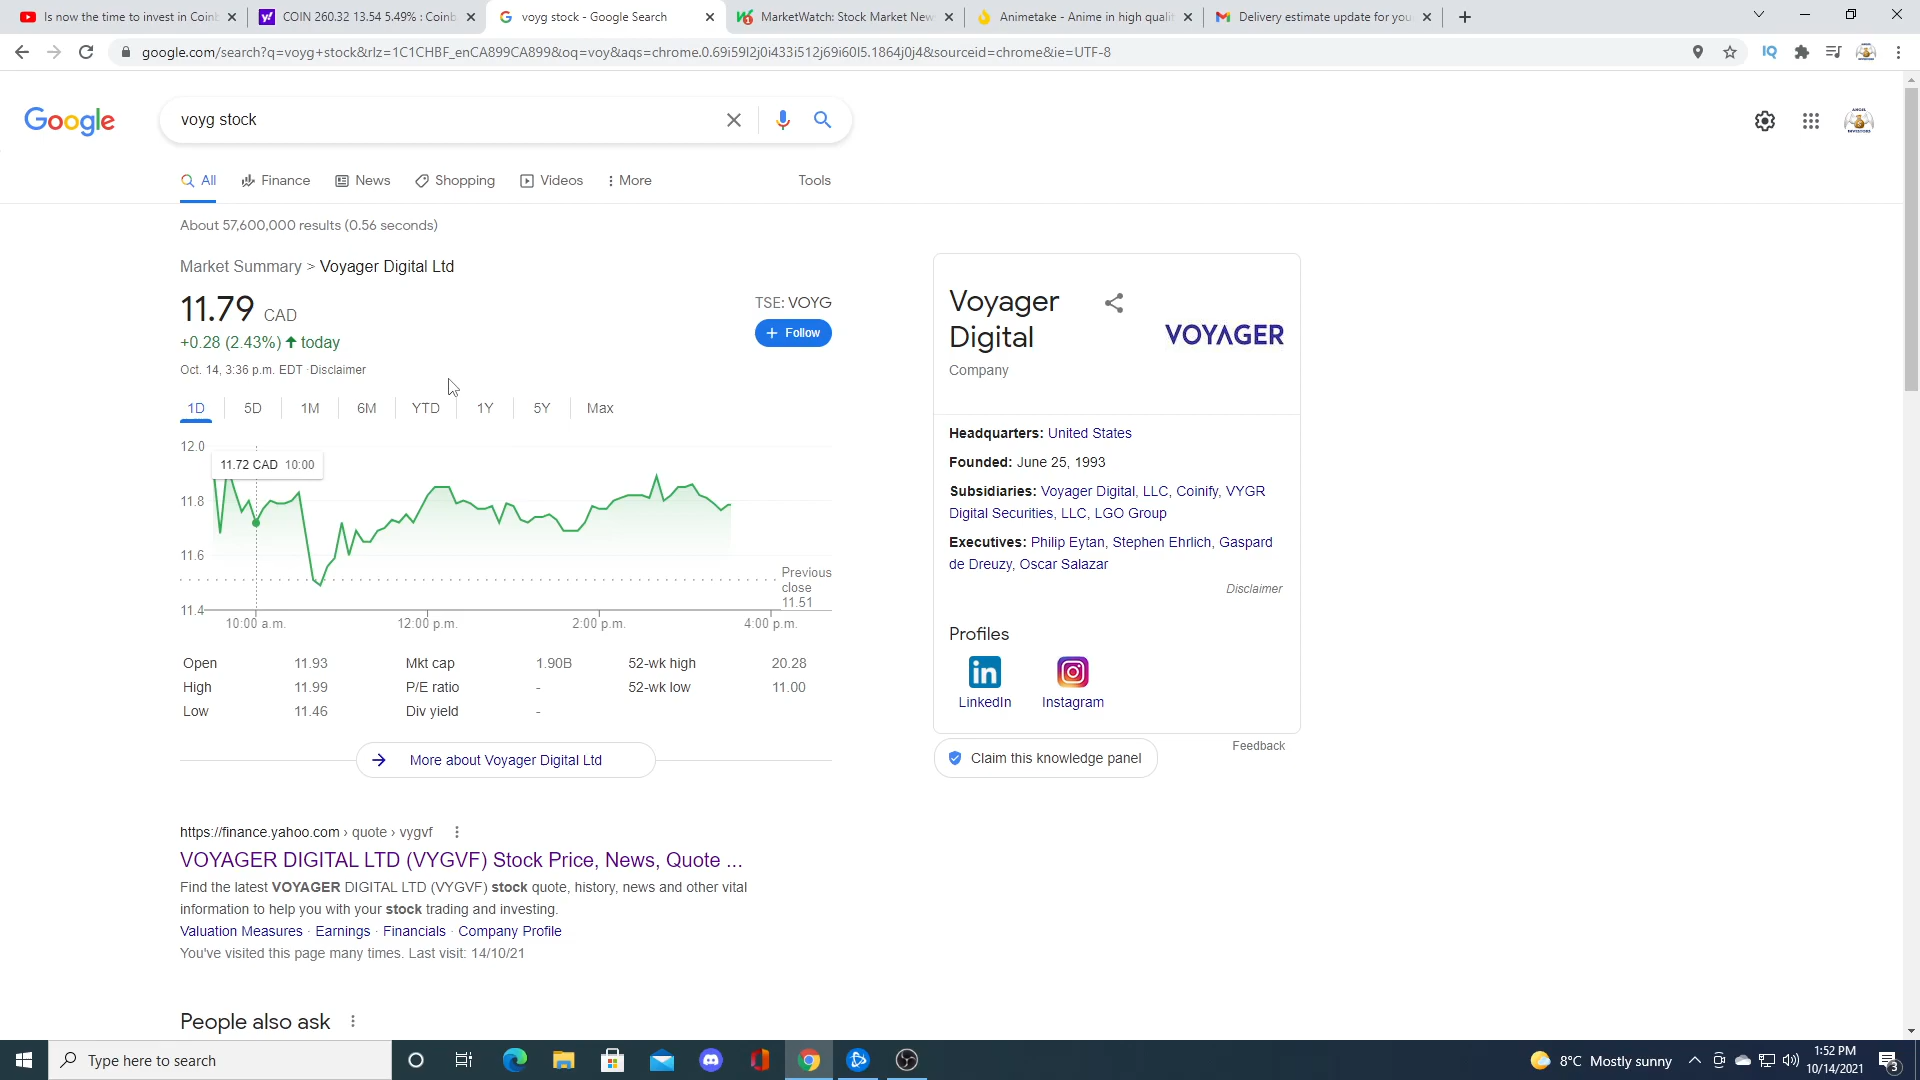 Is now the time to invest in Coinb
COIN 260.32 13.54 5.49% : Coinb
voyg stock - Google Search
MarketWatch: Stock Market New
Animetake - Anime in high qualit
Delivery estimate update for you
google.com/search?q=voyg+stock&rlz=1C1CHBF_enCA899CA899&oq=voy&aqs=chrome.0.69i59l2j0i433i512j69i60l5.1864j0j4&sourceid=chrome&ie=UTF-8
IQ
Google
voyg stock
All
Finance
News
Shopping
Videos
More
Tools
About 57,600,000 results (0.56 seconds)
Market Summary > Voyager Digital Ltd
11.79 CAD
TSE: VOYG
+ Follow
+0.28 (2.43%) today
Oct. 14, 3:36 p.m. EDT · Disclaimer
1D 5D 1M 6M YTD 1Y 5Y Max
12.0
11.72 CAD 10:00
11.8
11.6
11.4
Previous
close
11.51
10:00 a.m. 12:00 p.m. 2:00 p.m. 4:00 p.m.
Open 11.93 Mkt cap 1.90B 52-wk high 20.28
High 11.99 P/E ratio - 52-wk low 11.00
Low 11.46 Div yield -
More about Voyager Digital Ltd
https://finance.yahoo.com › quote › vygvf
VOYAGER DIGITAL LTD (VYGVF) Stock Price, News, Quote ...
Find the latest VOYAGER DIGITAL LTD (VYGVF) stock quote, history, news and other vital
information to help you with your stock trading and investing.
Valuation Measures · Earnings · Financials · Company Profile
You've visited this page many times. Last visit: 14/10/21
People also ask
Voyager
Digital
Company
VOYAGER
Headquarters: United States
Founded: June 25, 1993
Subsidiaries: Voyager Digital, LLC, Coinify, VYGR
Digital Securities, LLC, LGO Group
Executives: Philip Eytan, Stephen Ehrlich, Gaspard
de Dreuzy, Oscar Salazar
Disclaimer
Profiles
LinkedIn
Instagram
Claim this knowledge panel
Feedback
Type here to search
8°C Mostly sunny
1:52 PM
10/14/2021
3